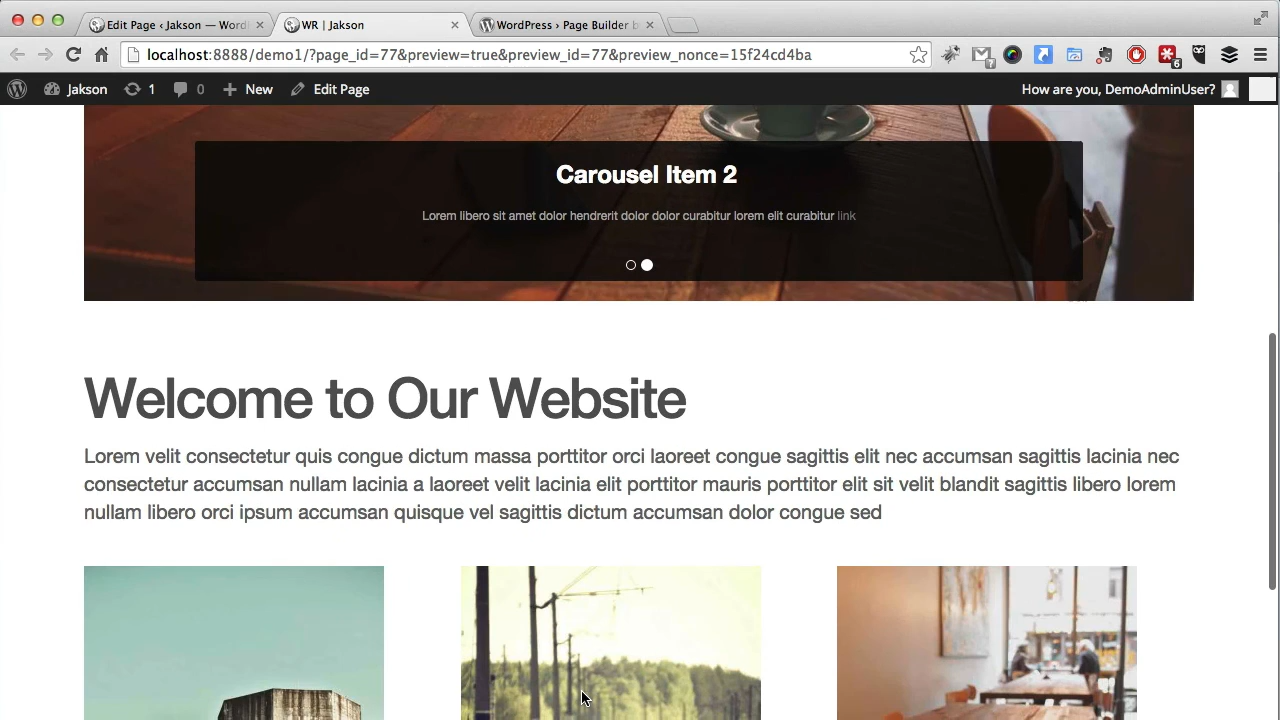 Edit Page ‹ Jakson — Word
WR | Jakson
WordPress › Page Builder b
localhost:8888/demo1/?page_id=77&preview=true&preview_id=77&preview_nonce=15f24cd4ba
6
Jakson
1
0
New
Edit Page
How are you, DemoAdminUser?
Carousel Item 2
Lorem libero sit amet dolor hendrerit dolor dolor curabitur lorem elit curabitur link
Welcome to Our Website
Lorem velit consectetur quis congue dictum massa porttitor orci laoreet congue sagittis elit nec accumsan sagittis lacinia nec
consectetur accumsan nullam lacinia a laoreet velit lacinia elit porttitor mauris porttitor elit sit velit blandit sagittis libero lorem
nullam libero orci ipsum accumsan quisque vel sagittis dictum accumsan dolor congue sed